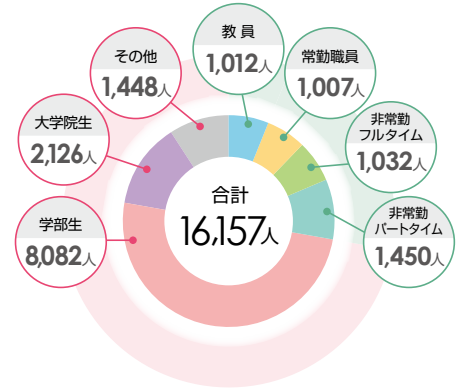 教員
1,012人
常勤職員
1,007人
非常勤
フルタイム
1,032人
非常勤
パートタイム
1,450人
学部生
8,082人
大学院生
2,126人
その他
1,448人
合計
16,157人